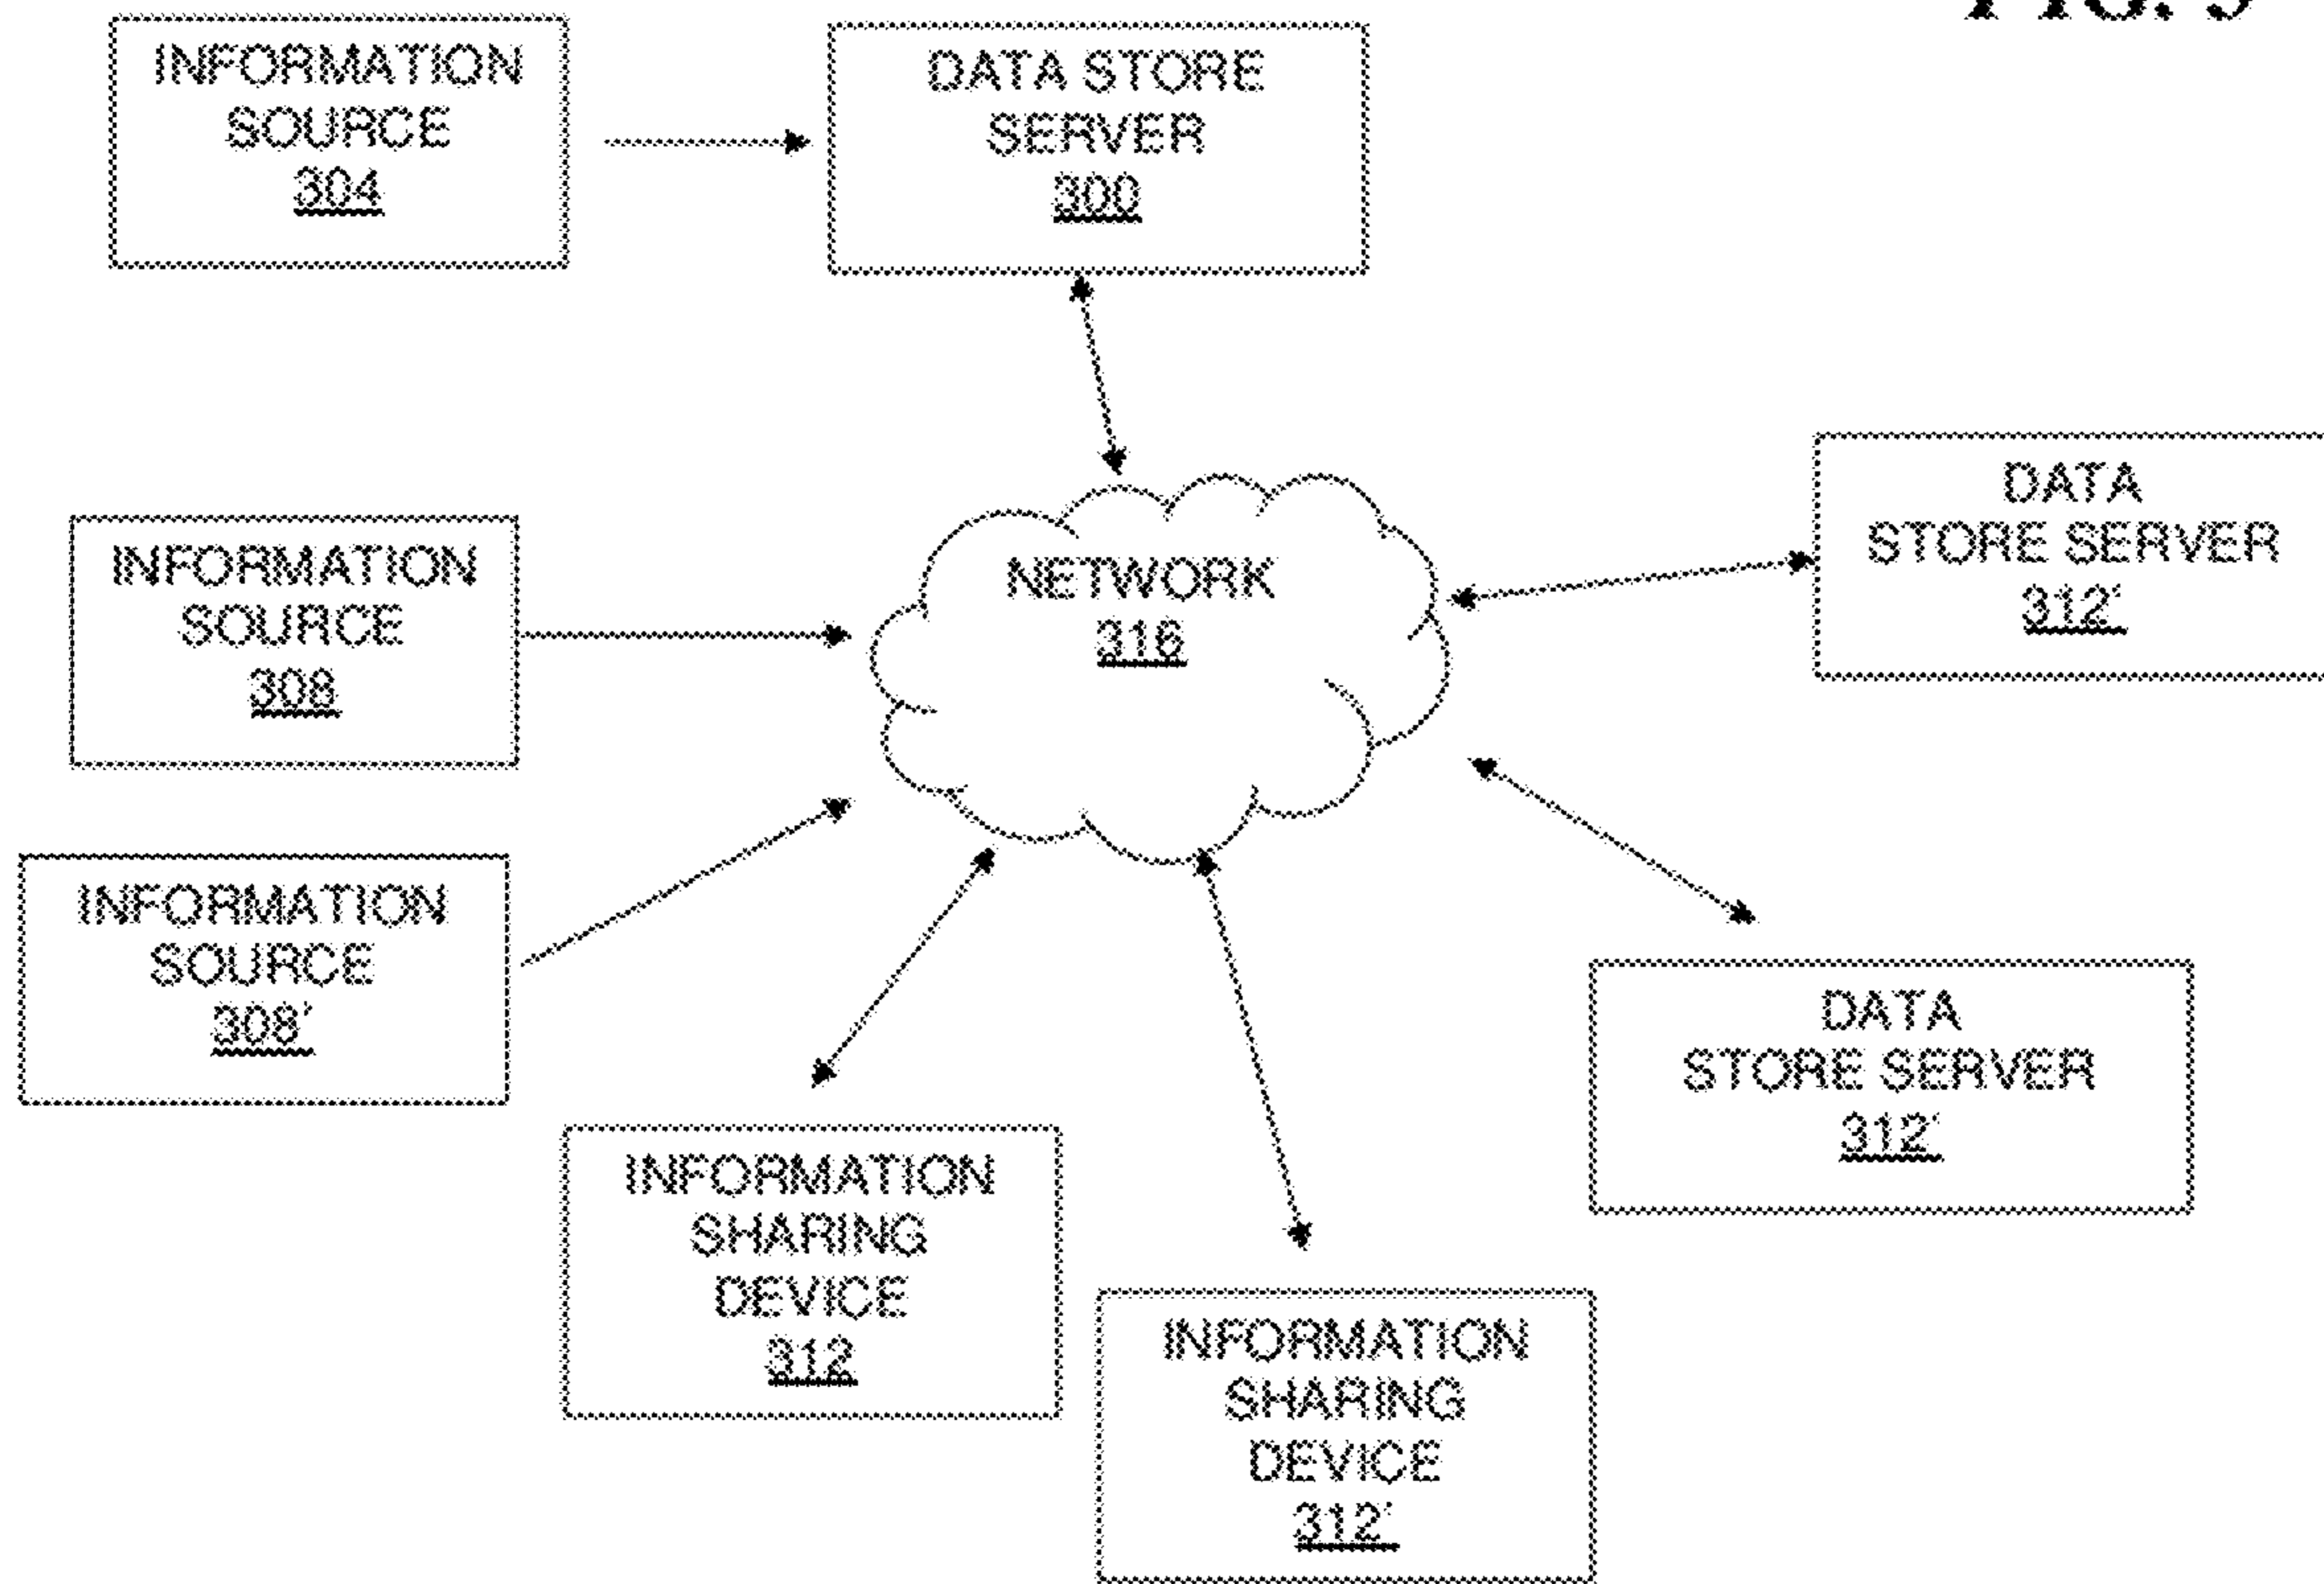 INFORMATION
SOURCE
304
DATA STORE
SERVER
300
NETWORK
316
DATA
STORE SERVER
312'
INFORMATION
SOURCE
308
INFORMATION
SOURCE
308'
DATA
STORE SERVER
312'
INFORMATION
SHARING
DEVICE
312
INFORMATION
SHARING
DEVICE
312'